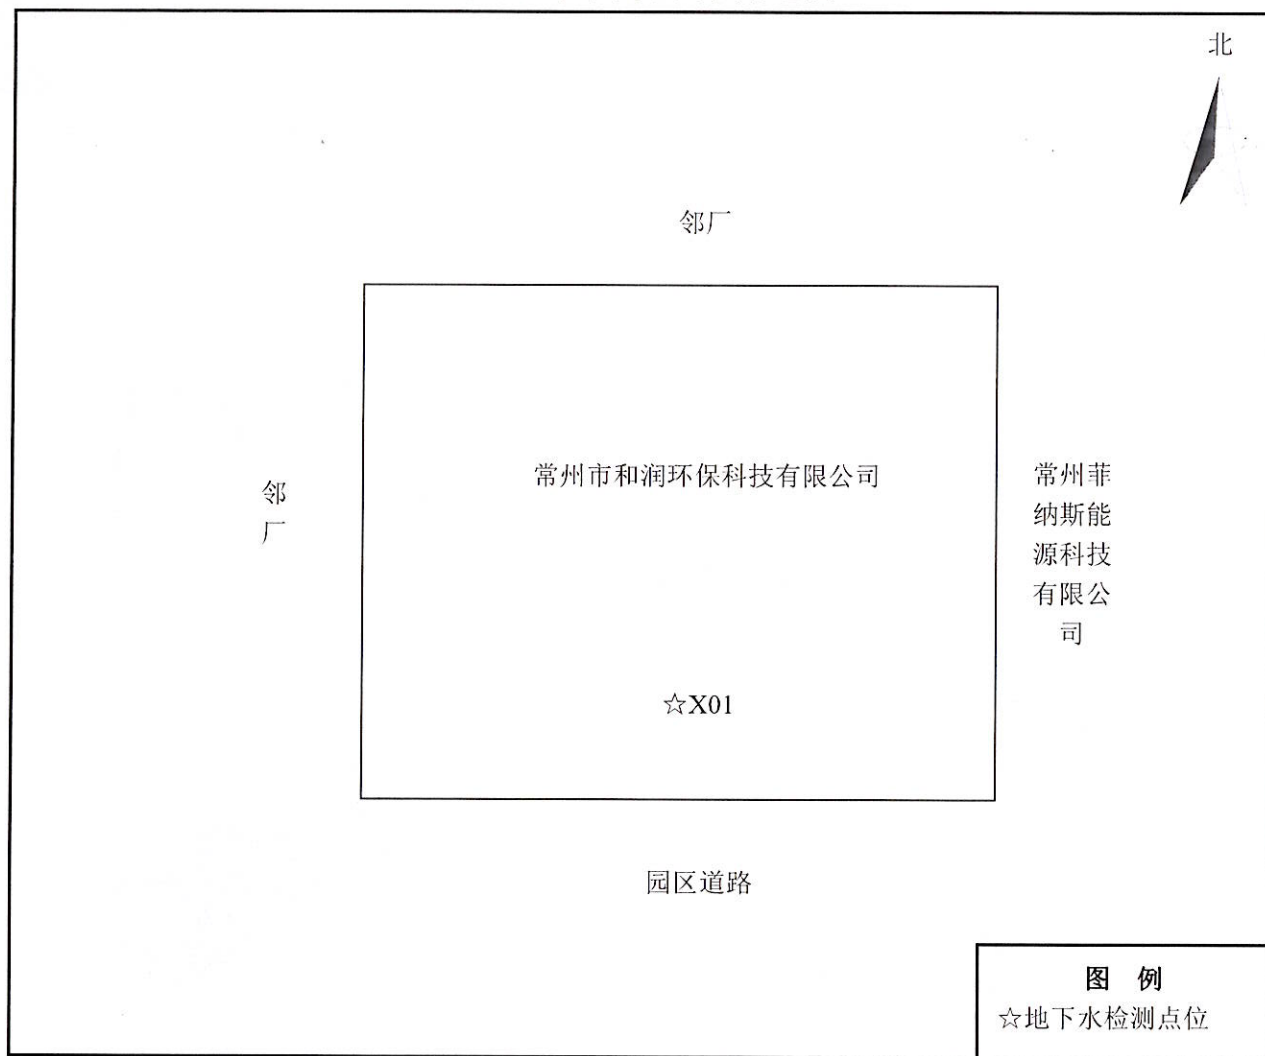 北
邻厂
常州市和润环保科技有限公司
邻
厂
常州菲
纳斯能
源科技
有限公
司
☆X01
园区道路
图 例
☆地下水检测点位